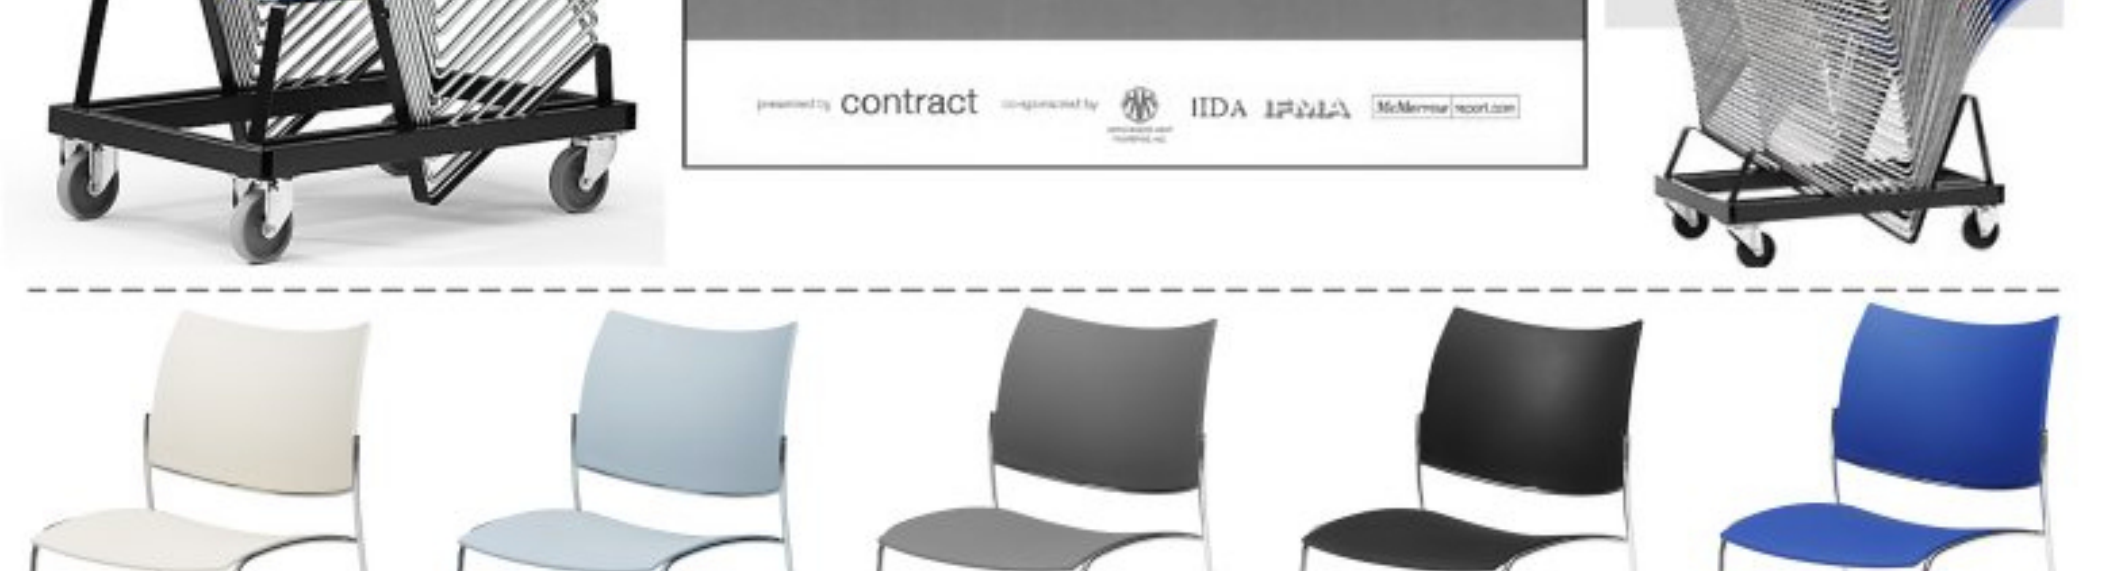 presented by contract co-sponsored by IIDA IFMA McMorrow report.com